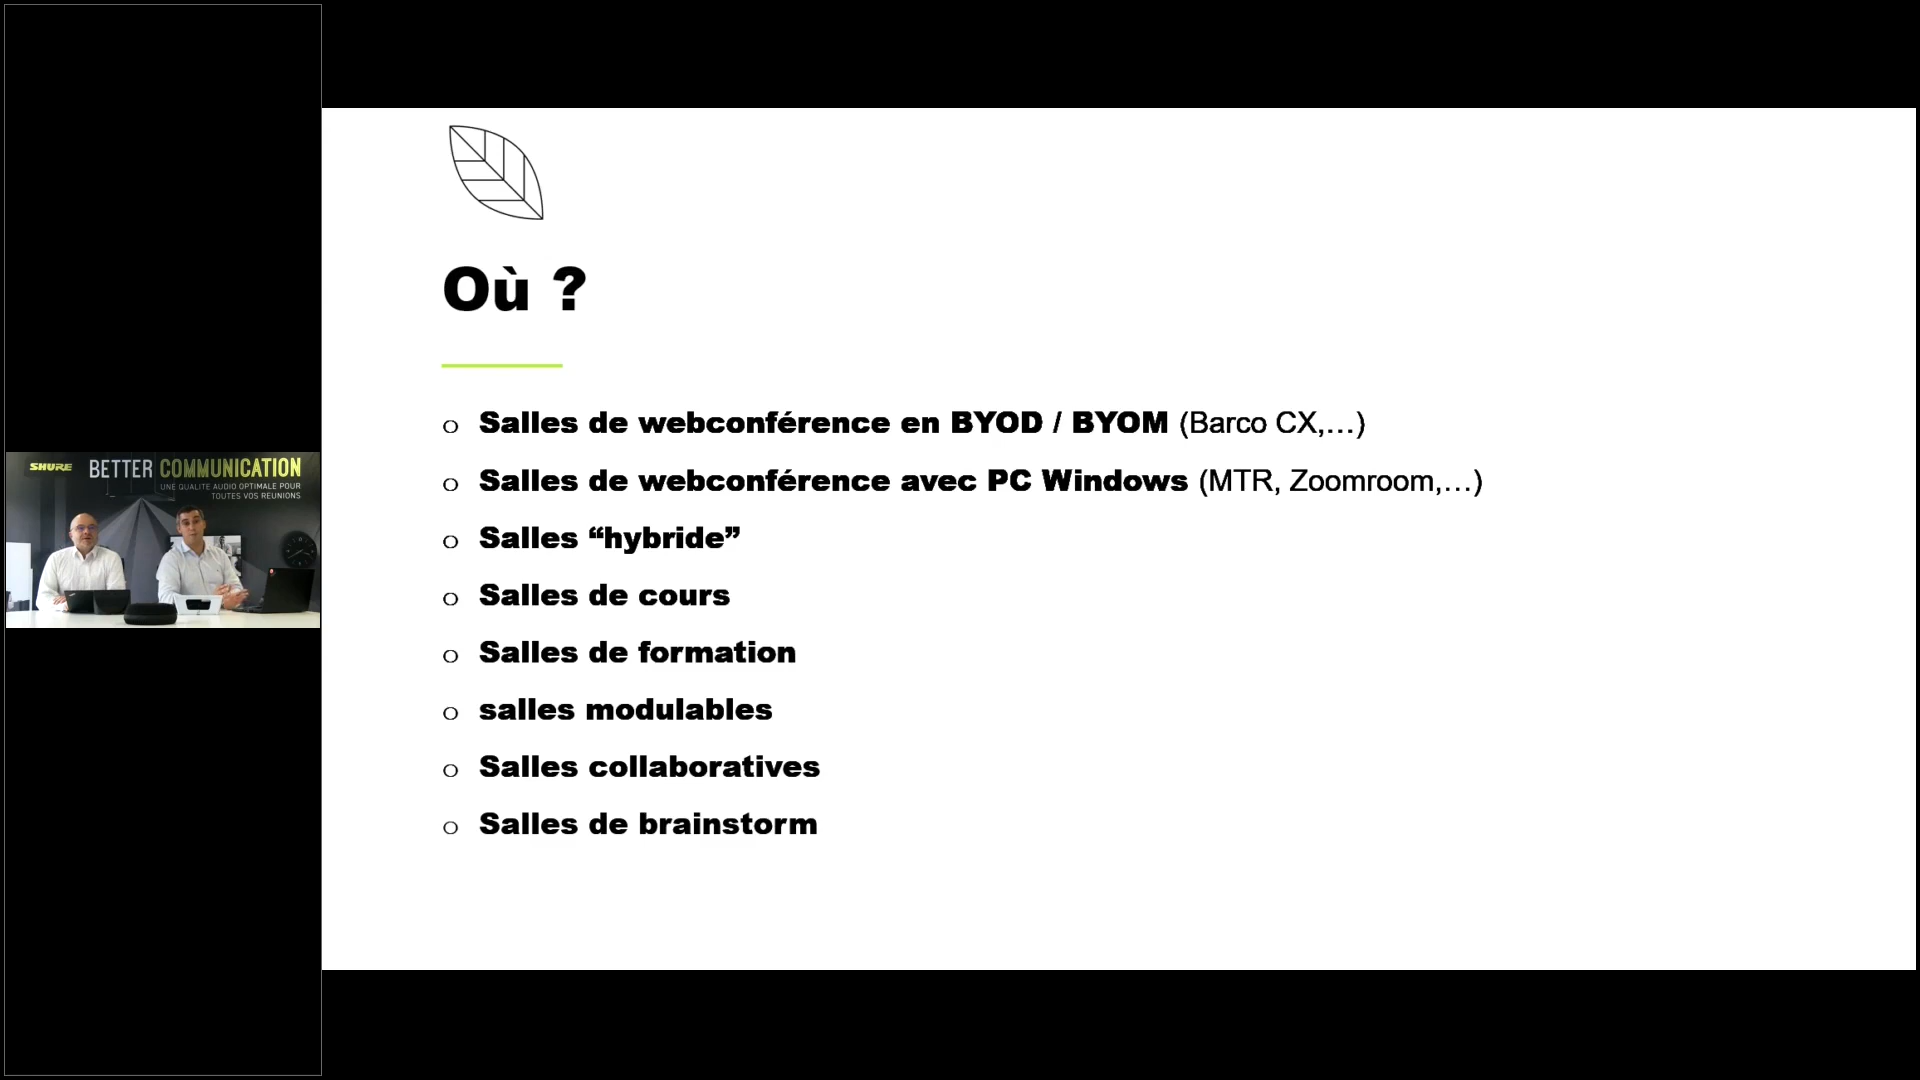 SHURE
BETTER COMMUNICATION
UNE QUALITE AUDIO OPTIMALE POUR
TOUTES VOS REUNIONS
Où ?
o Salles de webconférence en BYOD / BYOM (Barco CX,…)
o Salles de webconférence avec PC Windows (MTR, Zoomroom,…)
o Salles “hybride”
o Salles de cours
o Salles de formation
o salles modulables
o Salles collaboratives
o Salles de brainstorm